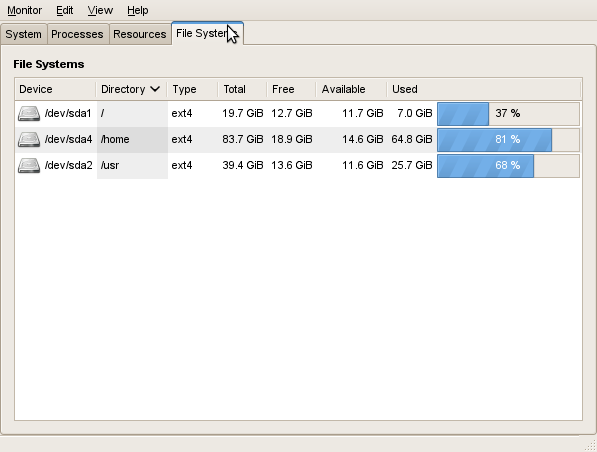 Monitor Edit View Help
System Processes Resources File Systems
File Systems
Device Directory Type Total Free Available Used
/dev/sda1 / ext4 19.7 GiB 12.7 GiB 11.7 GiB 7.0 GiB 37 %
/dev/sda4 /home ext4 83.7 GiB 18.9 GiB 14.6 GiB 64.8 GiB 81 %
/dev/sda2 /usr ext4 39.4 GiB 13.6 GiB 11.6 GiB 25.7 GiB 68 %